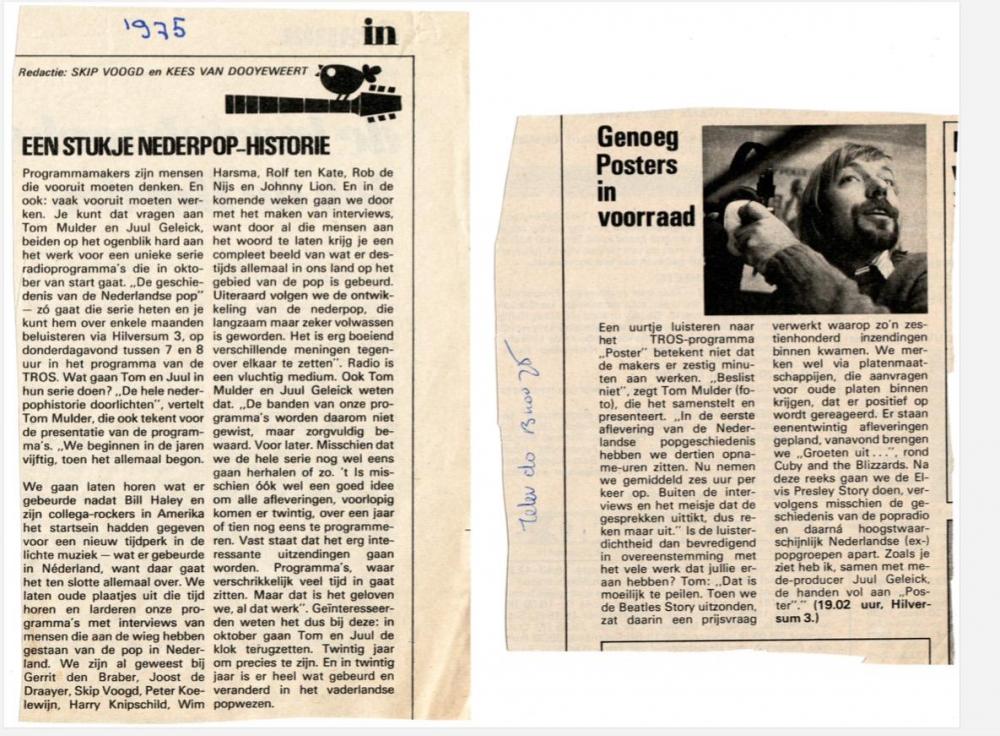 1975
in
Redactie: SKIP VOOGD en KEES VAN DOOYEWEERT
EEN STUKJE NEDERPOP-HISTORIE
Programmamakers zijn mensen
die vooruit moeten denken. En
ook: vaak vooruit moeten wer-
ken. Je kunt dat vragen aan
Tom Mulder en Juul Geleick,
beiden op het ogenblik hard aan
het werk voor een unieke serie
radioprogramma's die in okto-
ber van start gaat. „De geschie-
denis van de Nederlandse pop"
— zó gaat die serie heten en je
kunt hem over enkele maanden
beluisteren via Hilversum 3, op
donderdagavond tussen 7 en 8
uur in het programma van de
TROS. Wat gaan Tom en Juul in
hun serie doen? „De hele neder-
pophistorie doorlichten", vertelt
Tom Mulder, die ook tekent voor
de presentatie van de program-
ma's. „We beginnen in de jaren
vijftig, toen het allemaal begon.
We gaan laten horen wat er
gebeurde nadat Bill Haley en
zijn collega-rockers in Amerika
het startsein hadden gegeven
voor een nieuw tijdperk in de
lichte muziek — wat er gebeurde
in Néderland, want daar gaat
het ten slotte allemaal over. We
laten oude plaatjes uit die tijd
horen en larderen onze pro-
gramma's met interviews van
mensen die aan de wieg hebben
gestaan van de pop in Neder-
land. We zijn al geweest bij
Gerrit den Braber, Joost de
Draayer, Skip Voogd, Peter Koe-
lewijn, Harry Knipschild, Wim
Harsma, Rolf ten Kate, Rob de
Nijs en Johnny Lion. En in de
komende weken gaan we door
met het maken van interviews,
want door al die mensen aan
het woord te laten krijg je een
compleet beeld van wat er des-
tijds allemaal in ons land op het
gebied van de pop is gebeurd.
Uiteraard volgen we de ontwik-
keling van de nederpop, die
langzaam maar zeker volwassen
is geworden. Het is erg boeiend
verschillende meningen tegen-
over elkaar te zetten". Radio is
een vluchtig medium. Ook Tom
Mulder en Juul Geleick weten
dat. „De banden van onze pro-
gramma's worden daarom niet
gewist, maar zorgvuldig be-
waard. Voor later. Misschien dat
we de hele serie nog wel eens
gaan herhalen of zo. 't Is mis-
schien óók wel een goed idee
om alle afleveringen, voorlopig
komen er twintig, over een jaar
of tien nog eens te programme-
ren. Vast staat dat het erg inte-
ressante uitzendingen gaan
worden. Programma's, waar
verschrikkelijk veel tijd in gaat
zitten. Maar dat is het geloven
we, al dat werk". Geïnteresseer-
den weten het dus bij deze: in
oktober gaan Tom en Juul de
klok terugzetten. Twintig jaar
om precies te zijn. En in twintig
jaar is er heel wat gebeurd en
veranderd in het vaderlandse
popwezen.
Genoeg
Posters
in
voorraad
Een uurtje luisteren naar
het TROS-programma
„Poster" betekent niet dat
de makers er zestig minu-
ten aan werken. „Beslist
niet", zegt Tom Mulder (fo-
to), die het samenstelt en
presenteert. „In de eerste
aflevering van de Neder-
landse popgeschiedenis
hebben we dertien opna-
me-uren zitten. Nu nemen
we gemiddeld zes uur per
keer op. Buiten de inter-
views en het meisje dat de
gesprekken uittikt, dus re-
ken maar uit." Is de luister-
dichtheid dan bevredigend
in overeenstemming met
het vele werk dat jullie er-
aan hebben? Tom: „Dat is
moeilijk te peilen. Toen we
de Beatles Story uitzonden,
zat daarin een prijsvraag
verwerkt waarop zo'n zes-
tienhonderd inzendingen
binnen kwamen. We mer-
ken wel via platenmaat-
schappijen, die aanvragen
voor oude platen binnen
krijgen, dat er positief op
wordt gereageerd. Er staan
eenentwintig afleveringen
gepland, vanavond brengen
we „Groeten uit...", rond
Cuby and the Blizzards. Na
deze reeks gaan we de El-
vis Presley Story doen, ver-
volgens misschien de ge-
schiedenis van de popradio
en daarná hoogstwaar-
schijnlijk Nederlandse (ex-)
popgroepen apart. Zoals je
ziet heb ik, samen met me-
de-producer Juul Geleick,
de handen vol aan „Pos-
ter"." (19.02 uur, Hilver-
sum 3.)